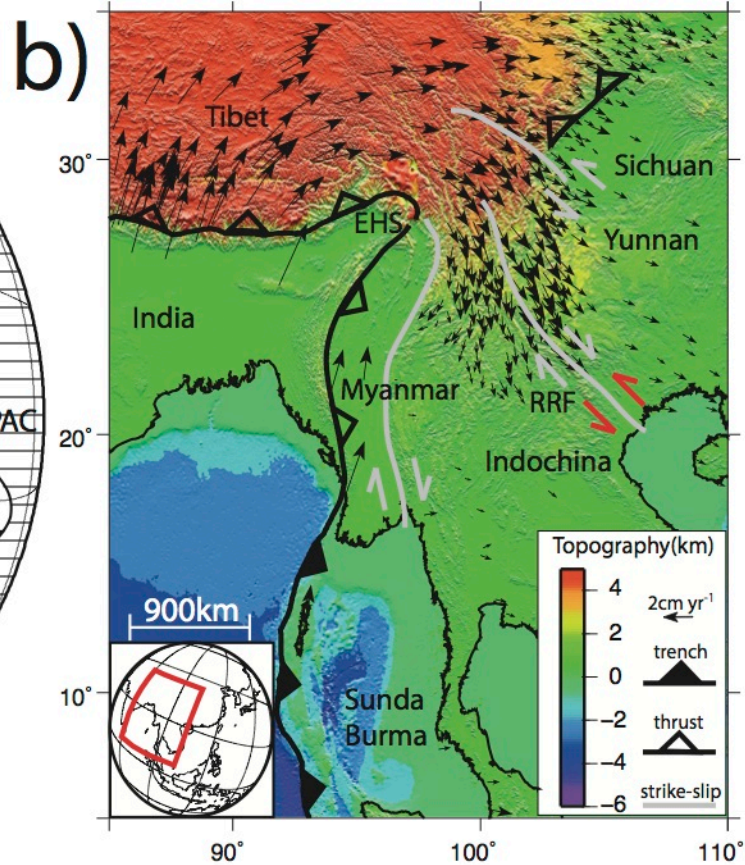 b)
Tibet
30°
Sichuan
EHS
Yunnan
India
PAC
Myanmar
RRF
20°
Indochina
Topography(km)
900km
4
2cm yr⁻¹
2
trench
0
10°
Sunda
Burma
−2
thrust
−4
strike-slip
−6
90°
100°
110°